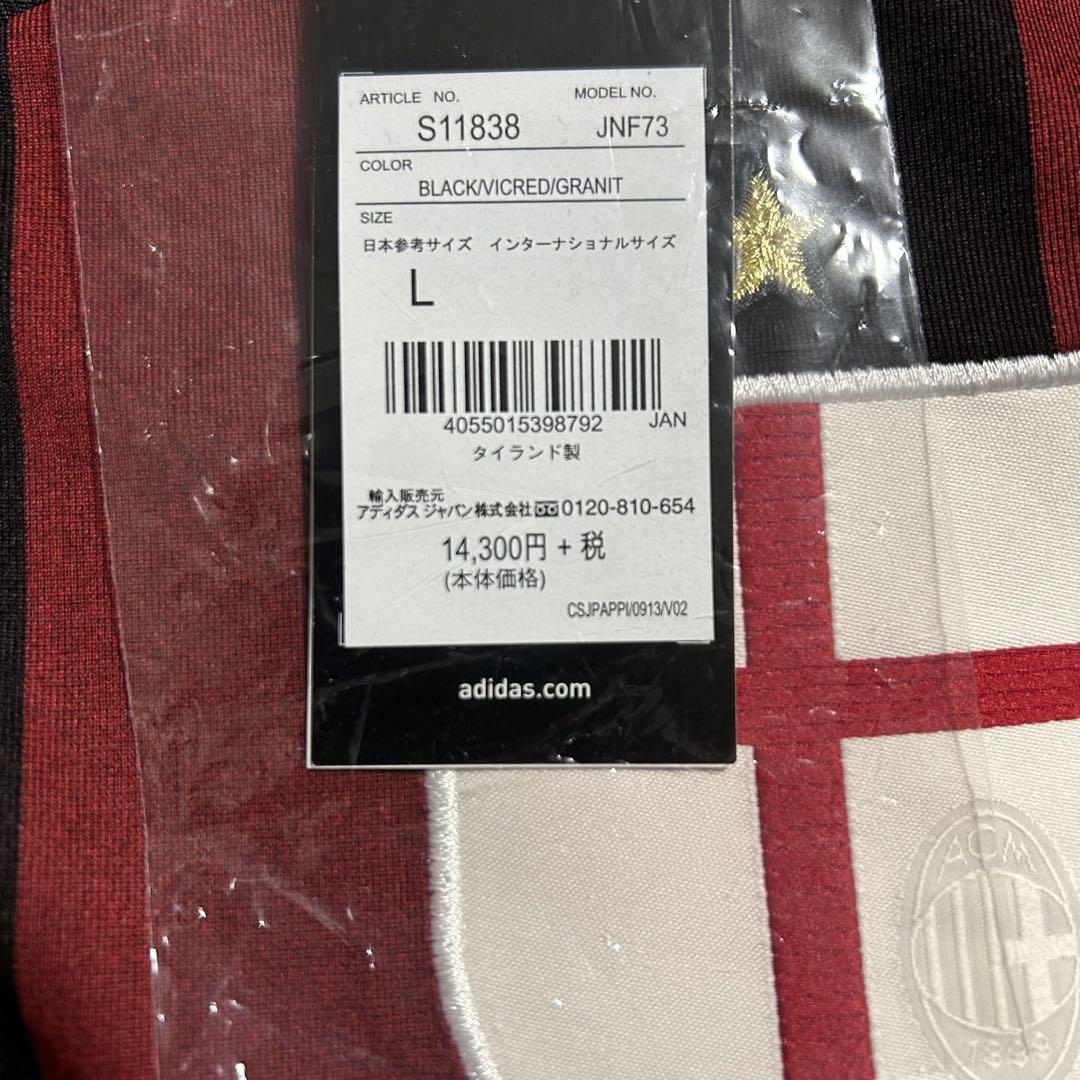 ARTICLE NO. MODEL NO.
S11838 JNF73
COLOR
BLACK/VICRED/GRANIT
SIZE
日本参考サイズ インターナショナルサイズ
L
4055015398792 JAN
タイランド製
輸入販売元
アディダス ジャパン株式会社 0120-810-654
14,300円 + 税
(本体価格)
CSJPAPPI/0913/V02
adidas.com
ACM
1899